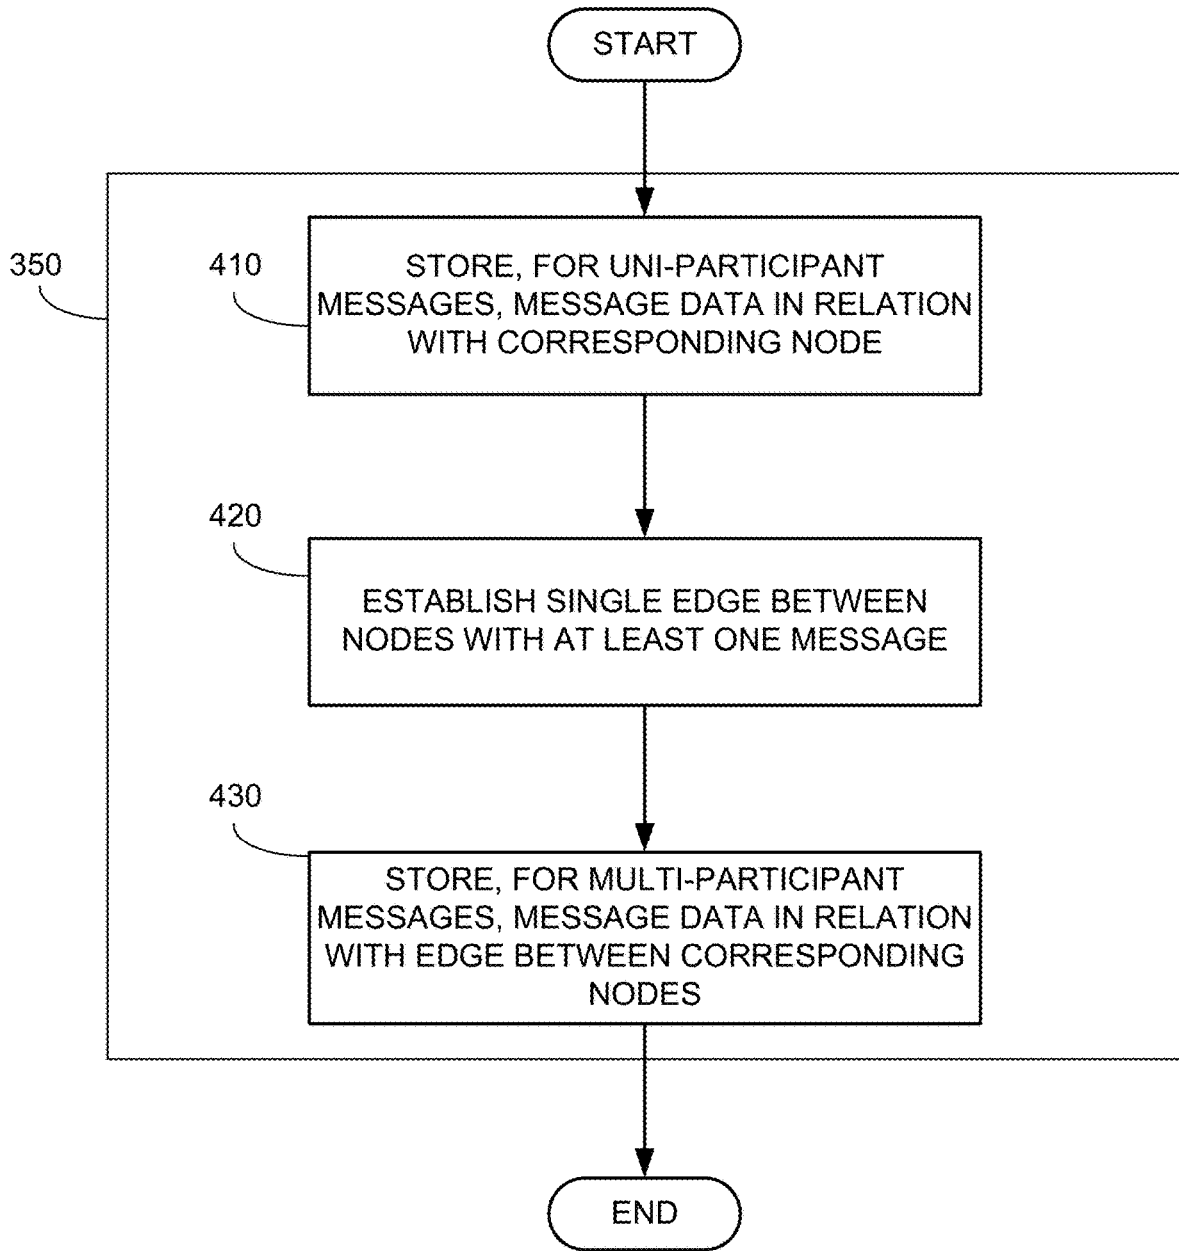 START
350
410
STORE, FOR UNI-PARTICIPANT
MESSAGES, MESSAGE DATA IN RELATION
WITH CORRESPONDING NODE
420
ESTABLISH SINGLE EDGE BETWEEN
NODES WITH AT LEAST ONE MESSAGE
430
STORE, FOR MULTI-PARTICIPANT
MESSAGES, MESSAGE DATA IN RELATION
WITH EDGE BETWEEN CORRESPONDING
NODES
END